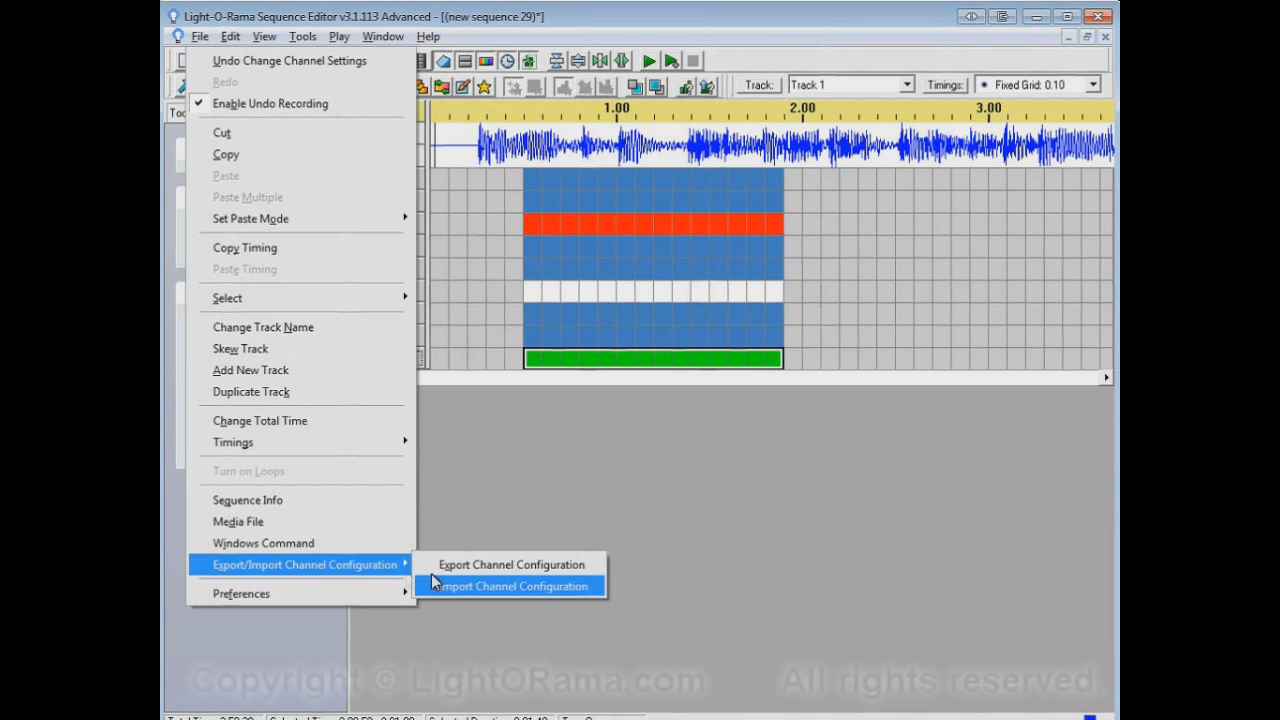 Light-O-Rama Sequence Editor v3.1.113 Advanced - [(new sequence 29)*]
File Edit View Tools Play Window Help
Undo Change Channel Settings
Redo
Track: Track 1 Timings: Fixed Grid: 0.10
Enable Undo Recording
1.00 2.00 3.00
Cut
Copy
Paste
Paste Multiple
Set Paste Mode
Copy Timing
Paste Timing
Select
Change Track Name
Skew Track
Add New Track
Duplicate Track
Change Total Time
Timings
Turn on Loops
Sequence Info
Media File
Windows Command
Export/Import Channel Configuration Export Channel Configuration
Import Channel Configuration
Preferences
Copyright © LightORama.com All rights reserved.